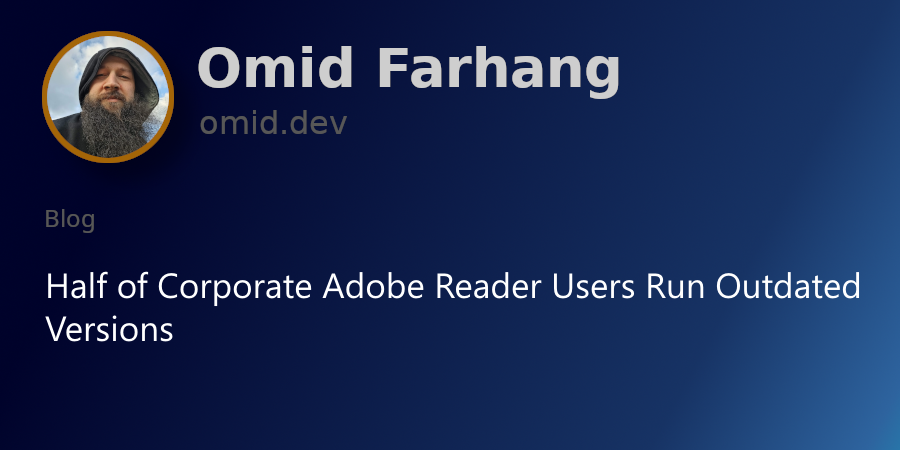 Omid Farhang
omid.dev
Blog
Half of Corporate Adobe Reader Users Run Outdated
Versions